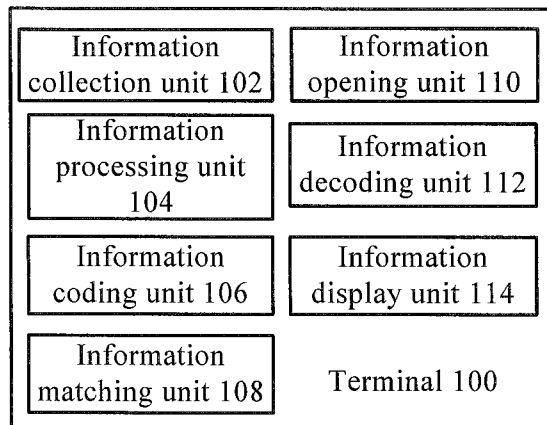 Information
collection unit 102
Information
processing unit
104
Information
coding unit 106
Information
matching unit 108
Information
opening unit 110
Information
decoding unit 112
Information
display unit 114
Terminal 100